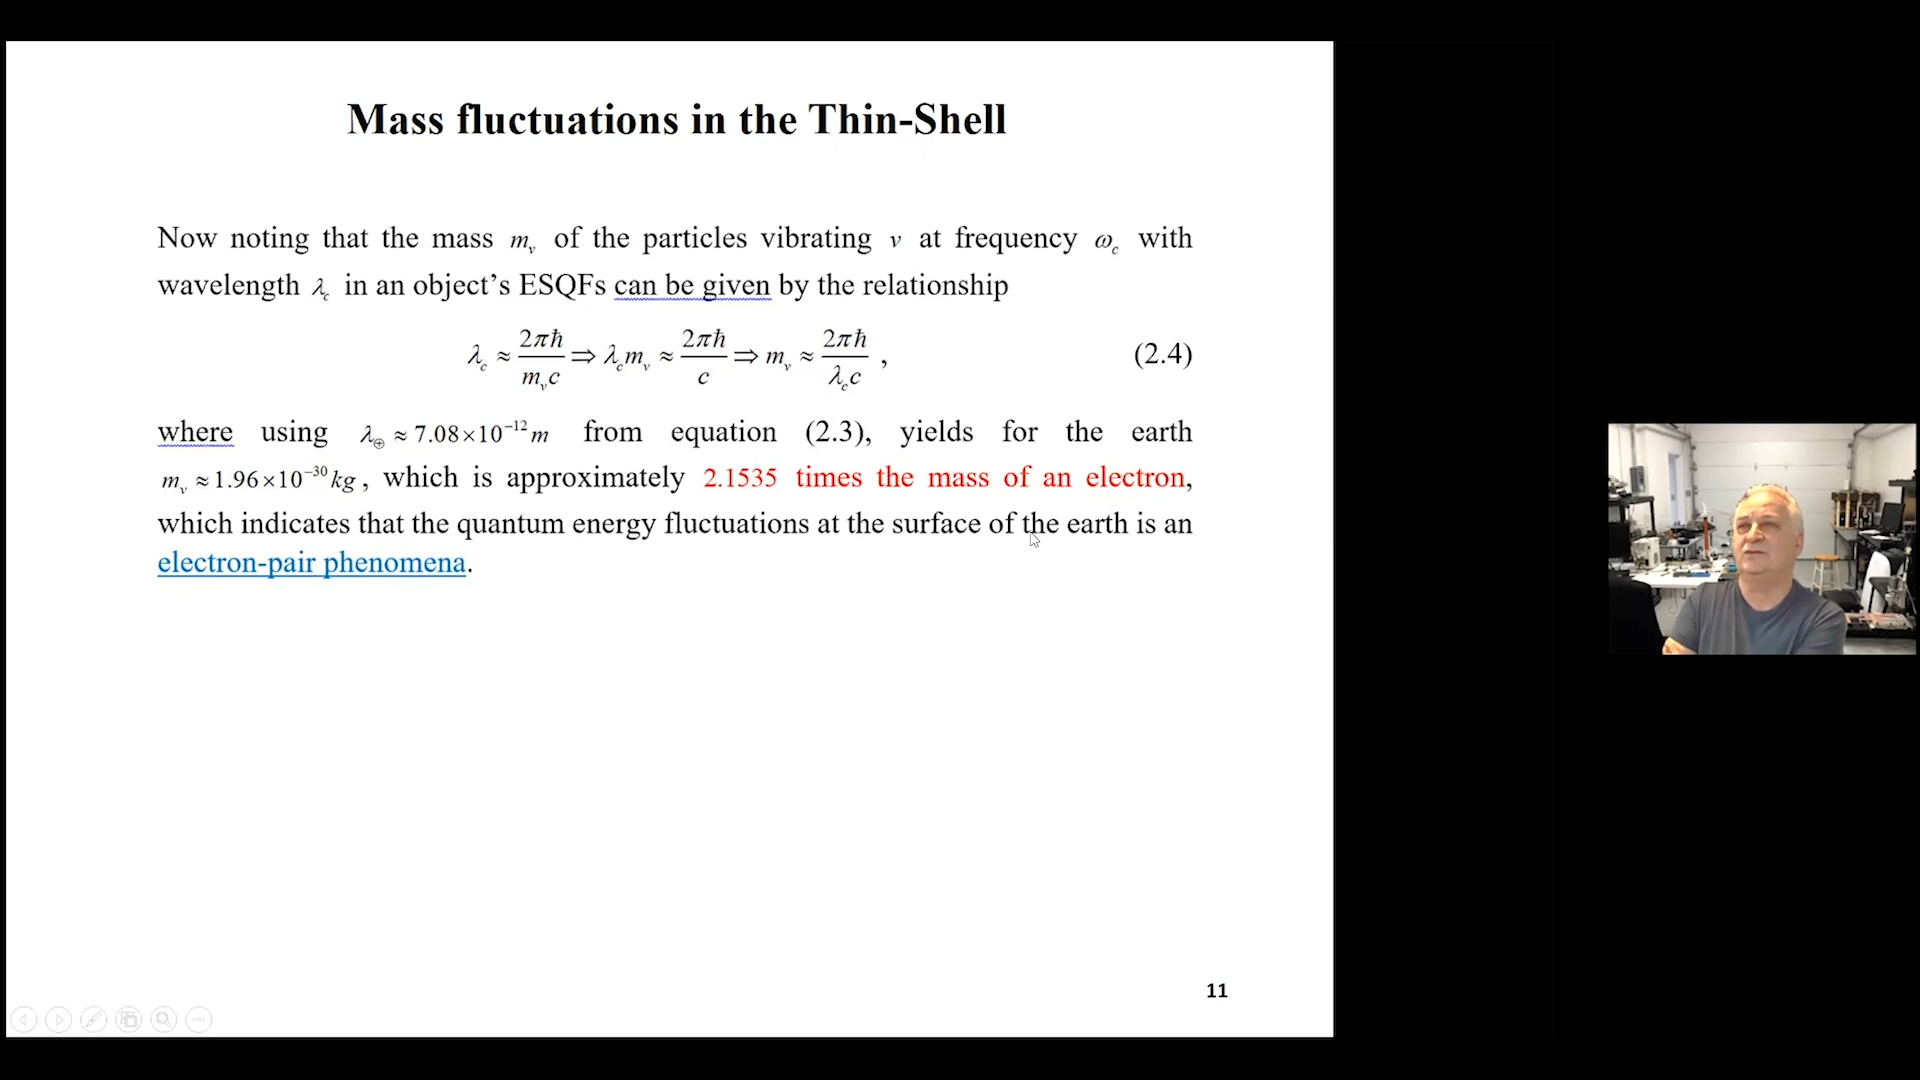 Mass fluctuations in the Thin-Shell
Now noting that the mass m_v of the particles vibrating v at frequency ω_c with
wavelength λ_c in an object's ESQFs can be given by the relationship
λ_c ≈ 2πħ/(m_v c) ⇒ λ_c m_v ≈ 2πħ/c ⇒ m_v ≈ 2πħ/(λ_c c) , (2.4)
where using λ_⊕ ≈ 7.08×10⁻¹² m from equation (2.3), yields for the earth
m_v ≈ 1.96×10⁻³⁰ kg, which is approximately 2.1535 times the mass of an electron,
which indicates that the quantum energy fluctuations at the surface of the earth is an
electron-pair phenomena.
11